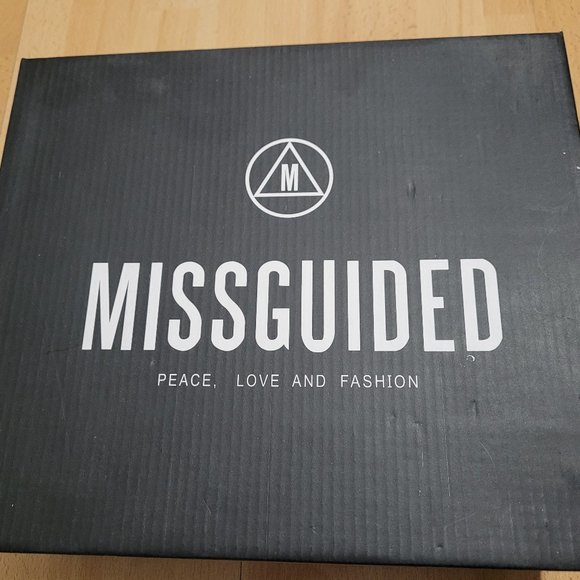 M
MISSGUIDED
PEACE, LOVE AND FASHION